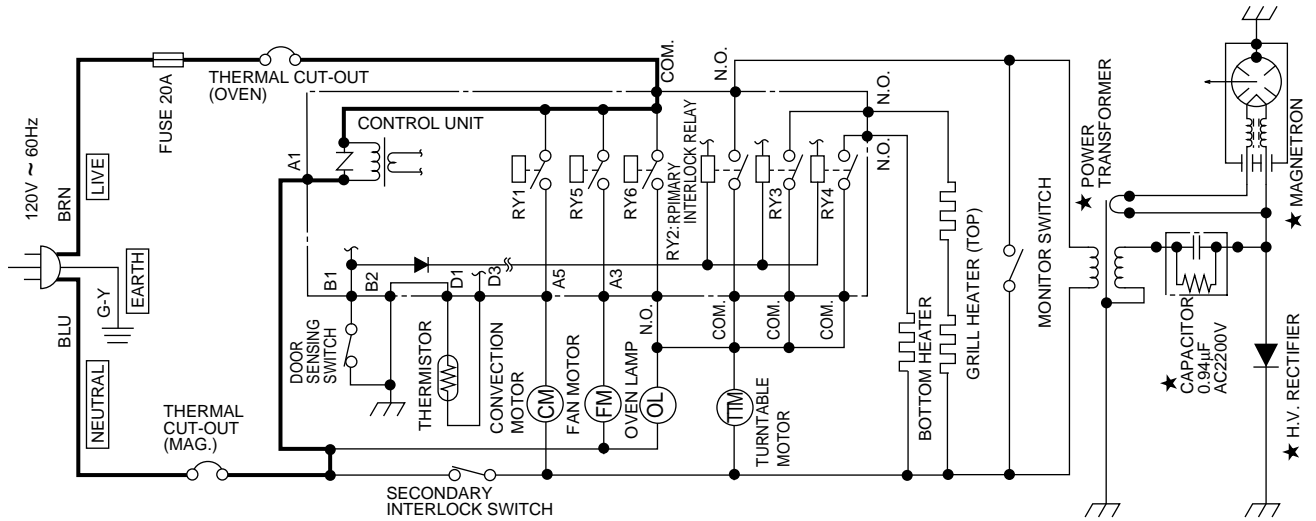 120V ~ 60Hz
BRN
LIVE
BLU
NEUTRAL
G-Y
EARTH
FUSE 20A
THERMAL CUT-OUT
(OVEN)
THERMAL
CUT-OUT
(MAG.)
A1
CONTROL UNIT
COM.
N.O.
N.O.
N.O.
RY1
RY5
RY6
RY2:RPIMARY
INTERLOCK RELAY
RY3
RY4
B1
B2
D1
D3
A5
A3
N.O.
COM.
COM.
COM.
DOOR
SENSING
SWITCH
THERMISTOR
CONVECTION
MOTOR
CM
FAN MOTOR
FM
OVEN LAMP
OL
TTM
TURNTABLE
MOTOR
SECONDARY
INTERLOCK SWITCH
BOTTOM HEATER
GRILL HEATER (TOP)
MONITOR SWITCH
★ POWER
TRANSFORMER
★ MAGNETRON
★ CAPACITOR
0.94µF
AC2200V
★ H.V. RECTIFIER